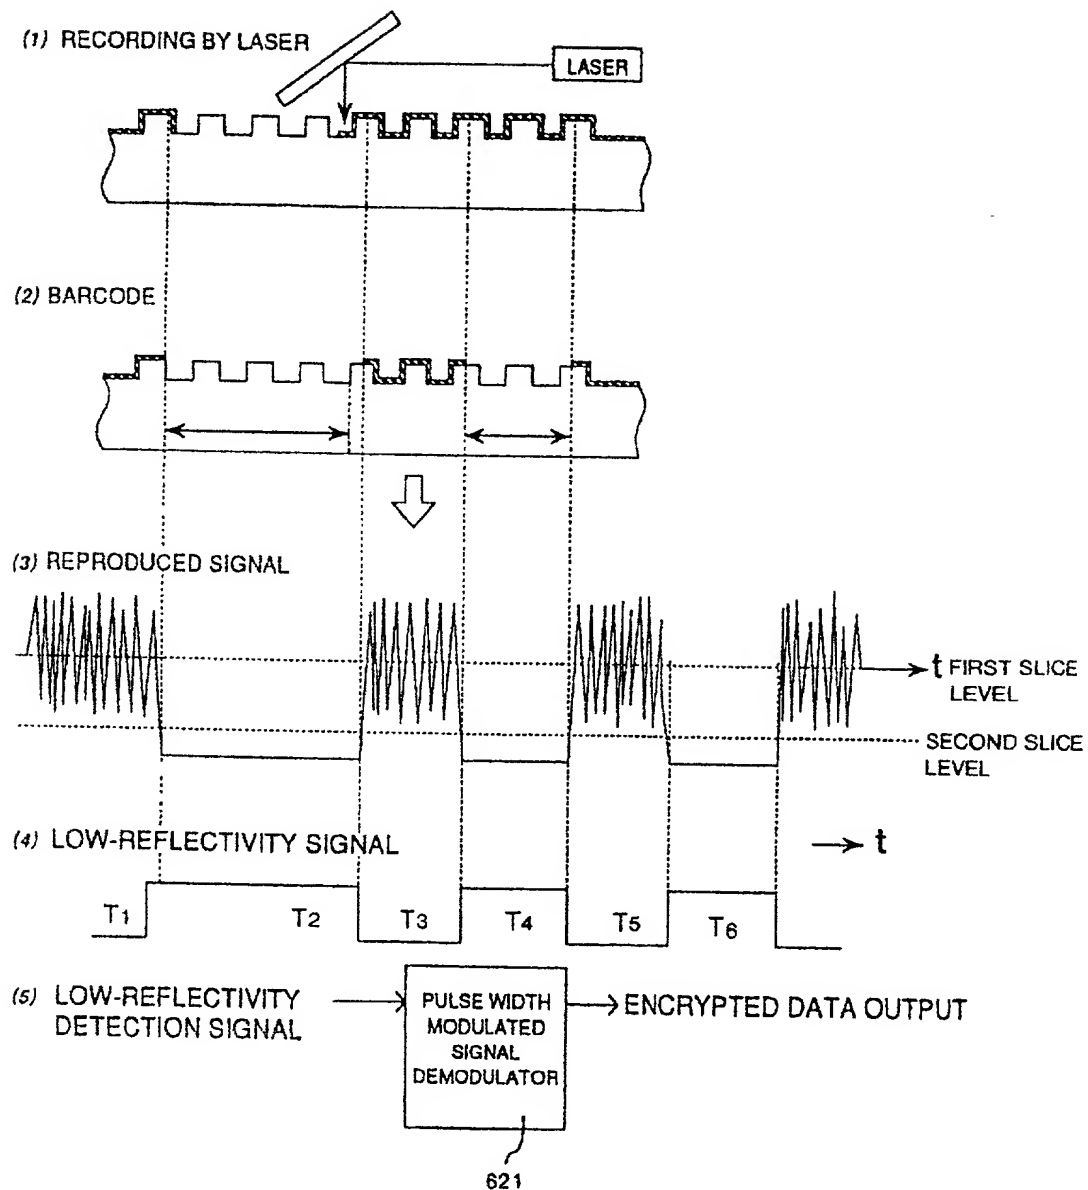 (1) RECORDING BY LASER
LASER
(2) BARCODE
(3) REPRODUCED SIGNAL
t FIRST SLICE
LEVEL
SECOND SLICE
LEVEL
(4) LOW-REFLECTIVITY SIGNAL
t
T1 T2 T3 T4 T5 T6
(5) LOW-REFLECTIVITY
DETECTION SIGNAL
PULSE WIDTH
MODULATED
SIGNAL
DEMODULATOR
ENCRYPTED DATA OUTPUT
621